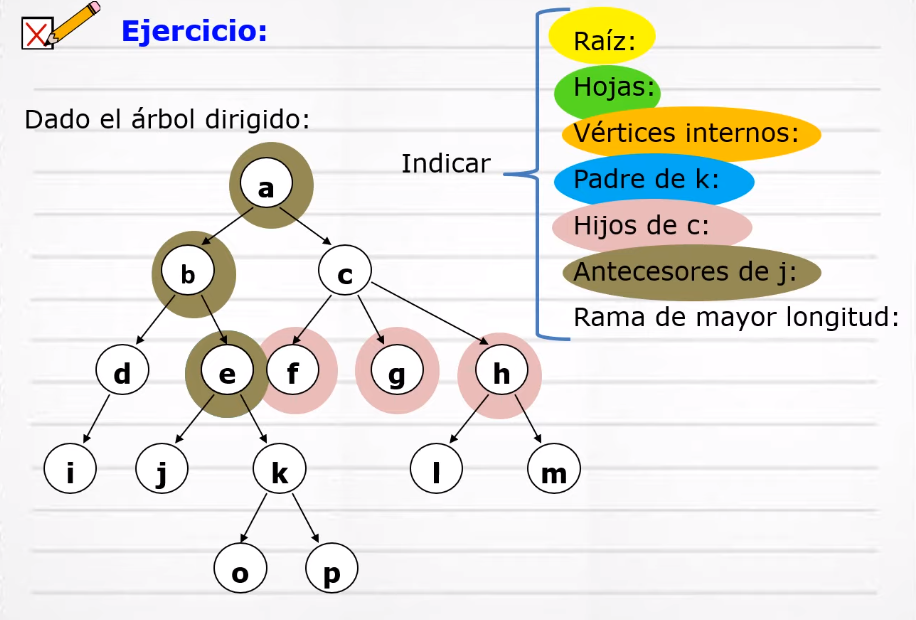 Ejercicio:
Dado el árbol dirigido:
Indicar
Raíz:
Hojas:
Vértices internos:
Padre de k:
Hijos de c:
Antecesores de j:
Rama de mayor longitud:
a
b c
d e f g h
i j k l m
o p